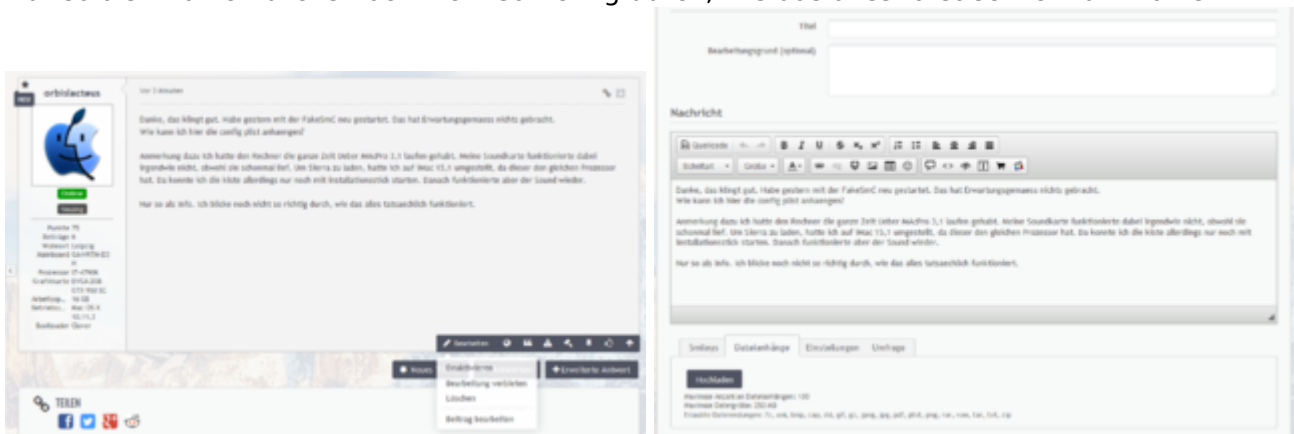 orbislacteus
Vor 3 Minuten
Danke, das klingt gut. Habe gestern mit der FakeSmC neu gestartet. Das hat Erwartungsgemaess nichts gebracht.
Wie kann ich hier die config plist anhaengen?
Anmerkung dazu ich hatte den Rechner die ganze Zeit ueber MAcPro 3,1 laufen gehabt. Meine Soundkarte funktionierte dabei
irgendwie nicht, obwohl sie schonmal lief. Um Sierra zu laden, hatte ich auf iMac 15,1 umgestellt, da dieser den gleichen Prozessor
hat. Da konnte ich die kiste allerdings nur noch mit Installationsstick starten. Danach funktionierte aber der Sound wieder.
Nur so als Info. Ich blicke noch nicht so richtig durch, wie das alles tatsaechlich funktioniert.
Online
Punkte 75
Beiträge 6
Wohnort Leipzig
Mainboard
Prozessor I7-4790K
Grafikkarte EVGA 2GB
GTX 960 SC
16 GB
Mac OS X
10.11.2
Bootloader Clover
Bearbeiten
Neues
Deaktivieren
Erweiterte Antwort
Bearbeitung verbieten
Löschen
Beitrag bearbeiten
TEILEN
Titel
Bearbeitungsgrund (optional)
Nachricht
Quellcode
B I U S
Schriftart
Größe
Danke, das klingt gut. Habe gestern mit der FakeSmC neu gestartet. Das hat Erwartungsgemaess nichts gebracht.
Wie kann ich hier die config plist anhaengen?
Anmerkung dazu ich hatte den Rechner die ganze Zeit ueber MAcPro 3,1 laufen gehabt. Meine Soundkarte funktionierte dabei irgendwie nicht, obwohl sie
schonmal lief. Um Sierra zu laden, hatte ich auf iMac 15,1 umgestellt, da dieser den gleichen Prozessor hat. Da konnte ich die kiste allerdings nur noch mit
Installationsstick starten. Danach funktionierte aber der Sound wieder.
Nur so als Info. Ich blicke noch nicht so richtig durch, wie das alles tatsaechlich funktioniert.
Smileys Dateianhänge Einstellungen Umfrage
Hochladen
Maximale Anzahl an Dateianhängen: 100
Maximale Dateigröße: 250 MB
Erlaubte Dateiendungen: